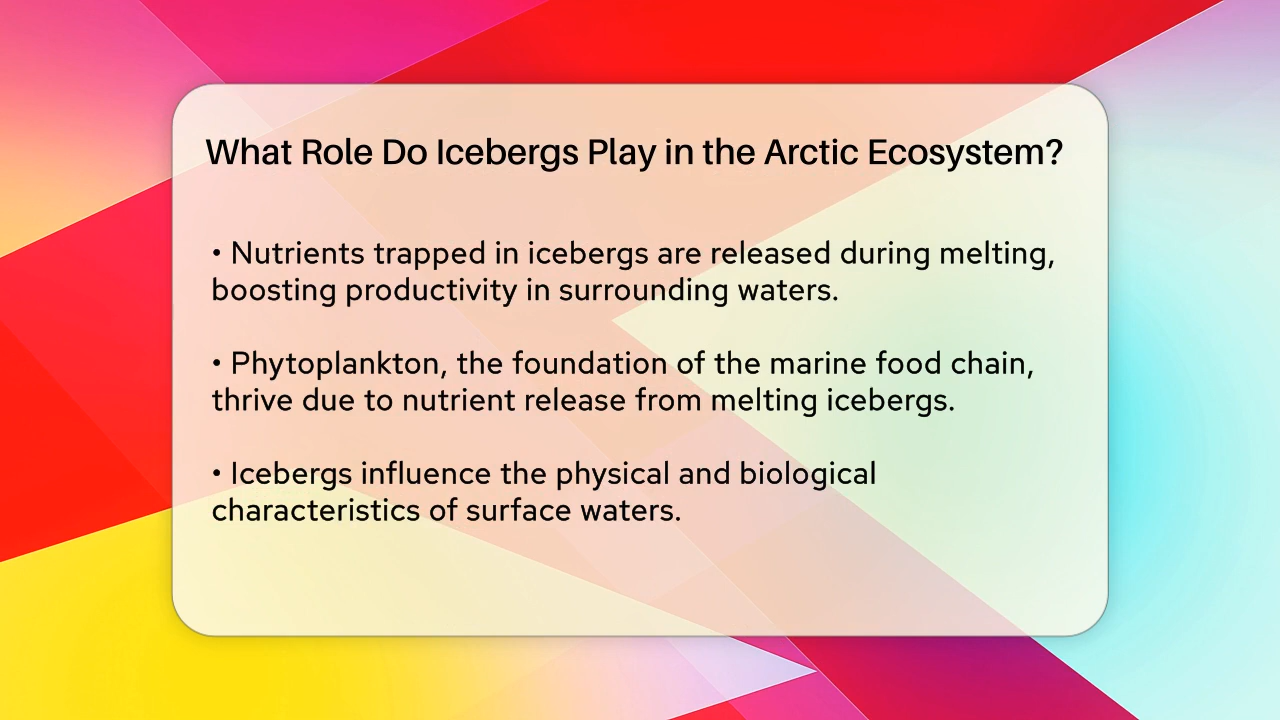 What Role Do Icebergs Play in the Arctic Ecosystem?
• Nutrients trapped in icebergs are released during melting,
boosting productivity in surrounding waters.
• Phytoplankton, the foundation of the marine food chain,
thrive due to nutrient release from melting icebergs.
• Icebergs influence the physical and biological
characteristics of surface waters.